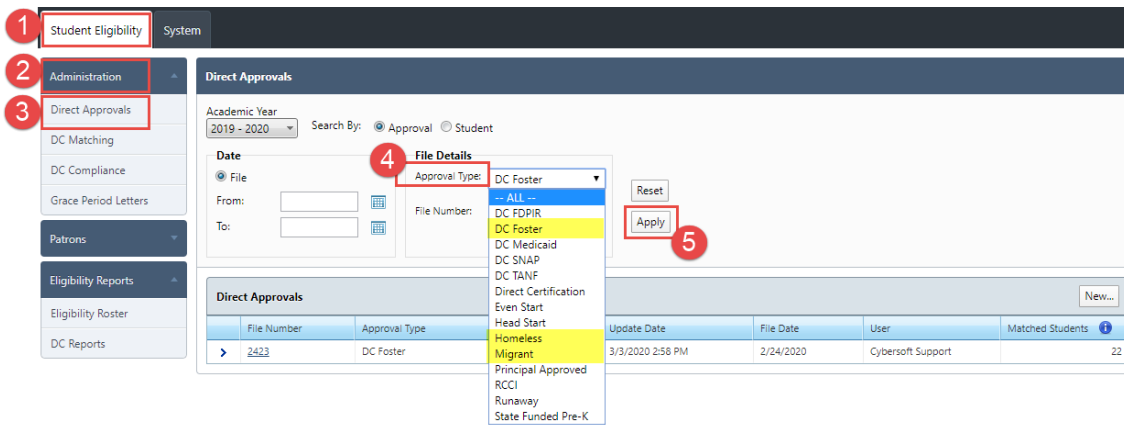 1 Student Eligibility System
2 Administration
3 Direct Approvals
DC Matching
DC Compliance
Grace Period Letters
Patrons
Eligibility Reports
Eligibility Roster
DC Reports
Direct Approvals
Academic Year
2019 - 2020 Search By: Approval Student
Date
File
From:
To:
File Details
4 Approval Type: DC Foster
File Number:
-- ALL --
DC FDPIR
DC Foster
DC Medicaid
DC SNAP
DC TANF
Direct Certification
Even Start
Head Start
Homeless
Migrant
Principal Approved
RCCI
Runaway
State Funded Pre-K
Reset
Apply
5
Direct Approvals New...
File Number Approval Type Update Date File Date User Matched Students i
2423 DC Foster 3/3/2020 2:58 PM 2/24/2020 Cybersoft Support 22